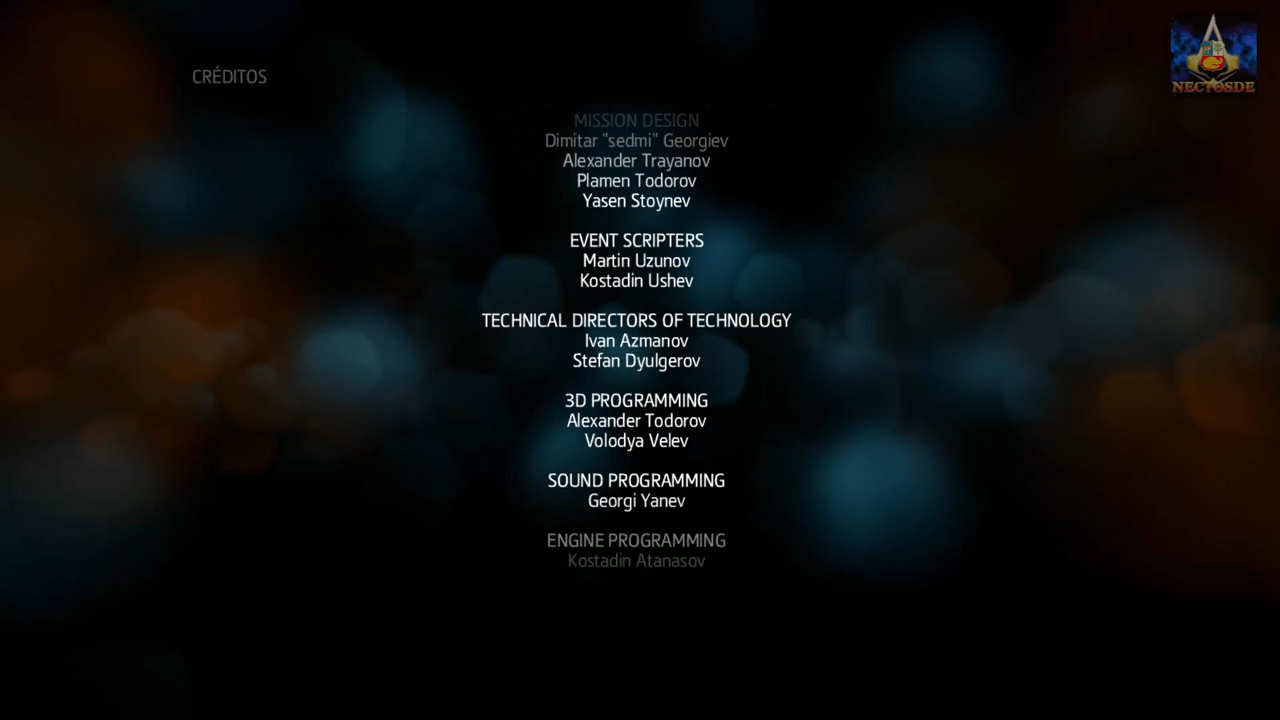 CRÉDITOS
NECTOSDE
MISSION DESIGN
Dimitar "sedmi" Georgiev
Alexander Trayanov
Plamen Todorov
Yasen Stoynev
EVENT SCRIPTERS
Martin Uzunov
Kostadin Ushev
TECHNICAL DIRECTORS OF TECHNOLOGY
Ivan Azmanov
Stefan Dyulgerov
3D PROGRAMMING
Alexander Todorov
Volodya Velev
SOUND PROGRAMMING
Georgi Yanev
ENGINE PROGRAMMING
Kostadin Atanasov